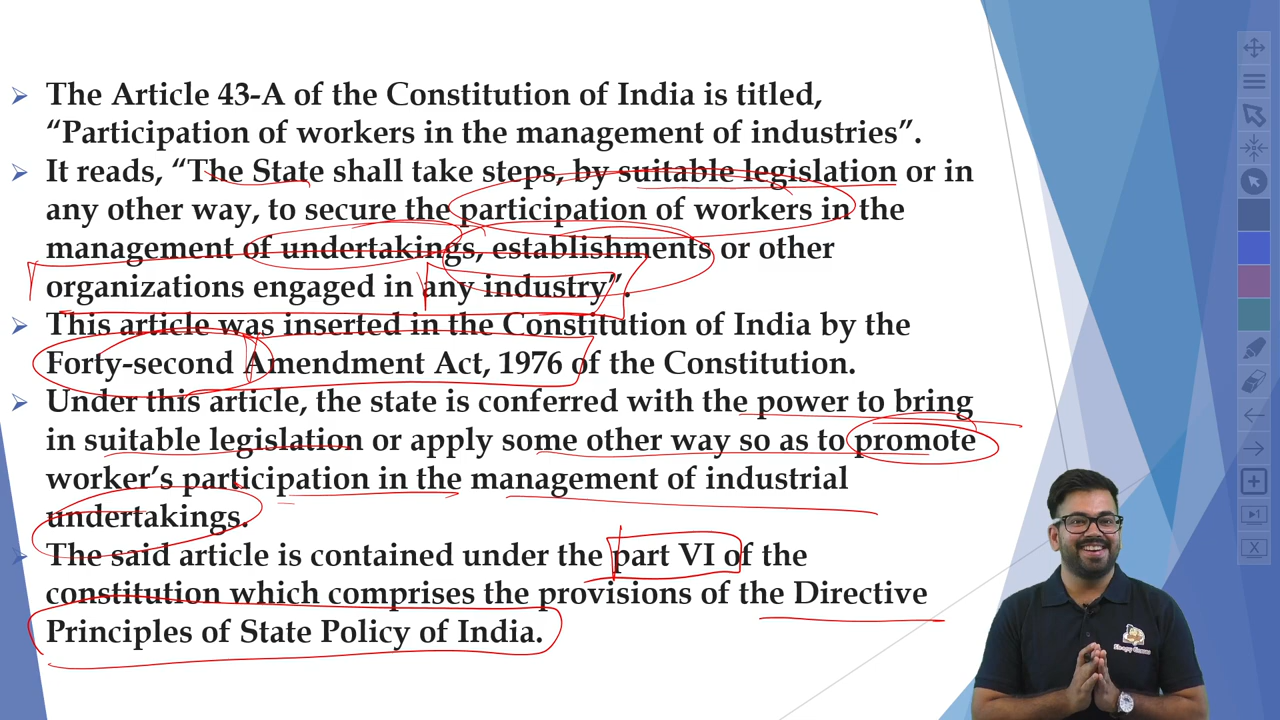 The Article 43-A of the Constitution of India is titled,
“Participation of workers in the management of industries”.
It reads, “The State shall take steps, by suitable legislation or in
any other way, to secure the participation of workers in the
management of undertakings, establishments or other
organizations engaged in any industry”.
This article was inserted in the Constitution of India by the
Forty-second Amendment Act, 1976 of the Constitution.
Under this article, the state is conferred with the power to bring
in suitable legislation or apply some other way so as to promote
worker’s participation in the management of industrial
undertakings.
The said article is contained under the part VI of the
constitution which comprises the provisions of the Directive
Principles of State Policy of India.